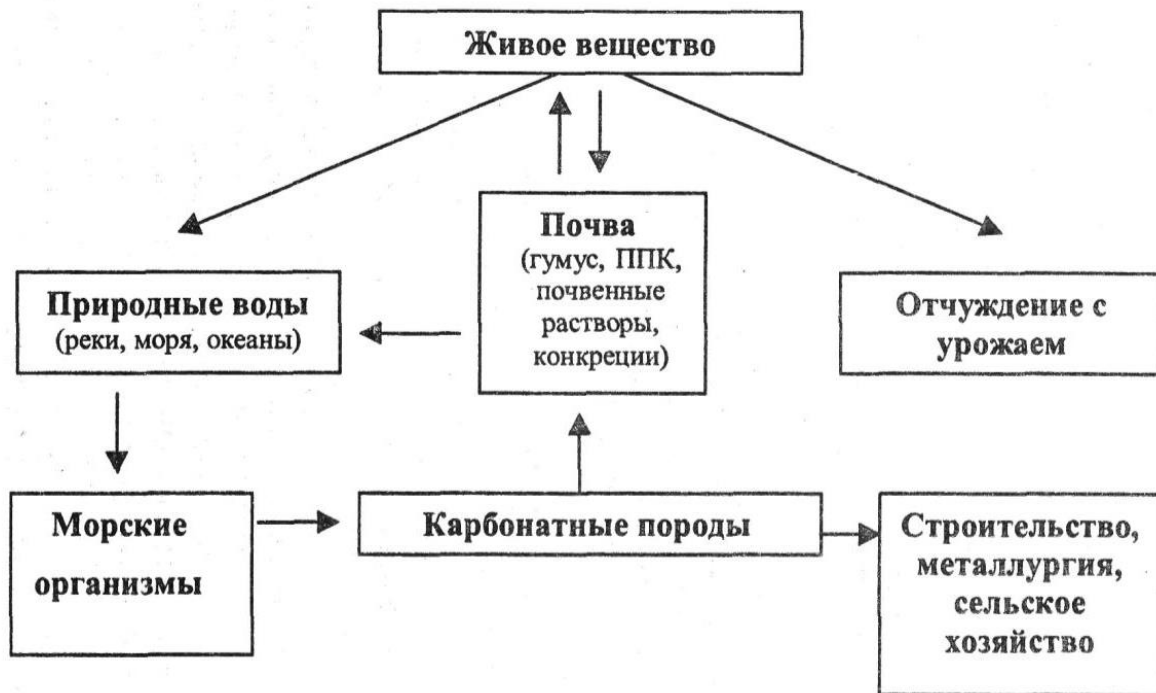 Живое вещество
Почва
(гумус, ППК,
почвенные
растворы,
конкреции)
Природные воды
(реки, моря, океаны)
Отчуждение с
урожаем
Морские
организмы
Карбонатные породы
Строительство,
металлургия,
сельское
хозяйство